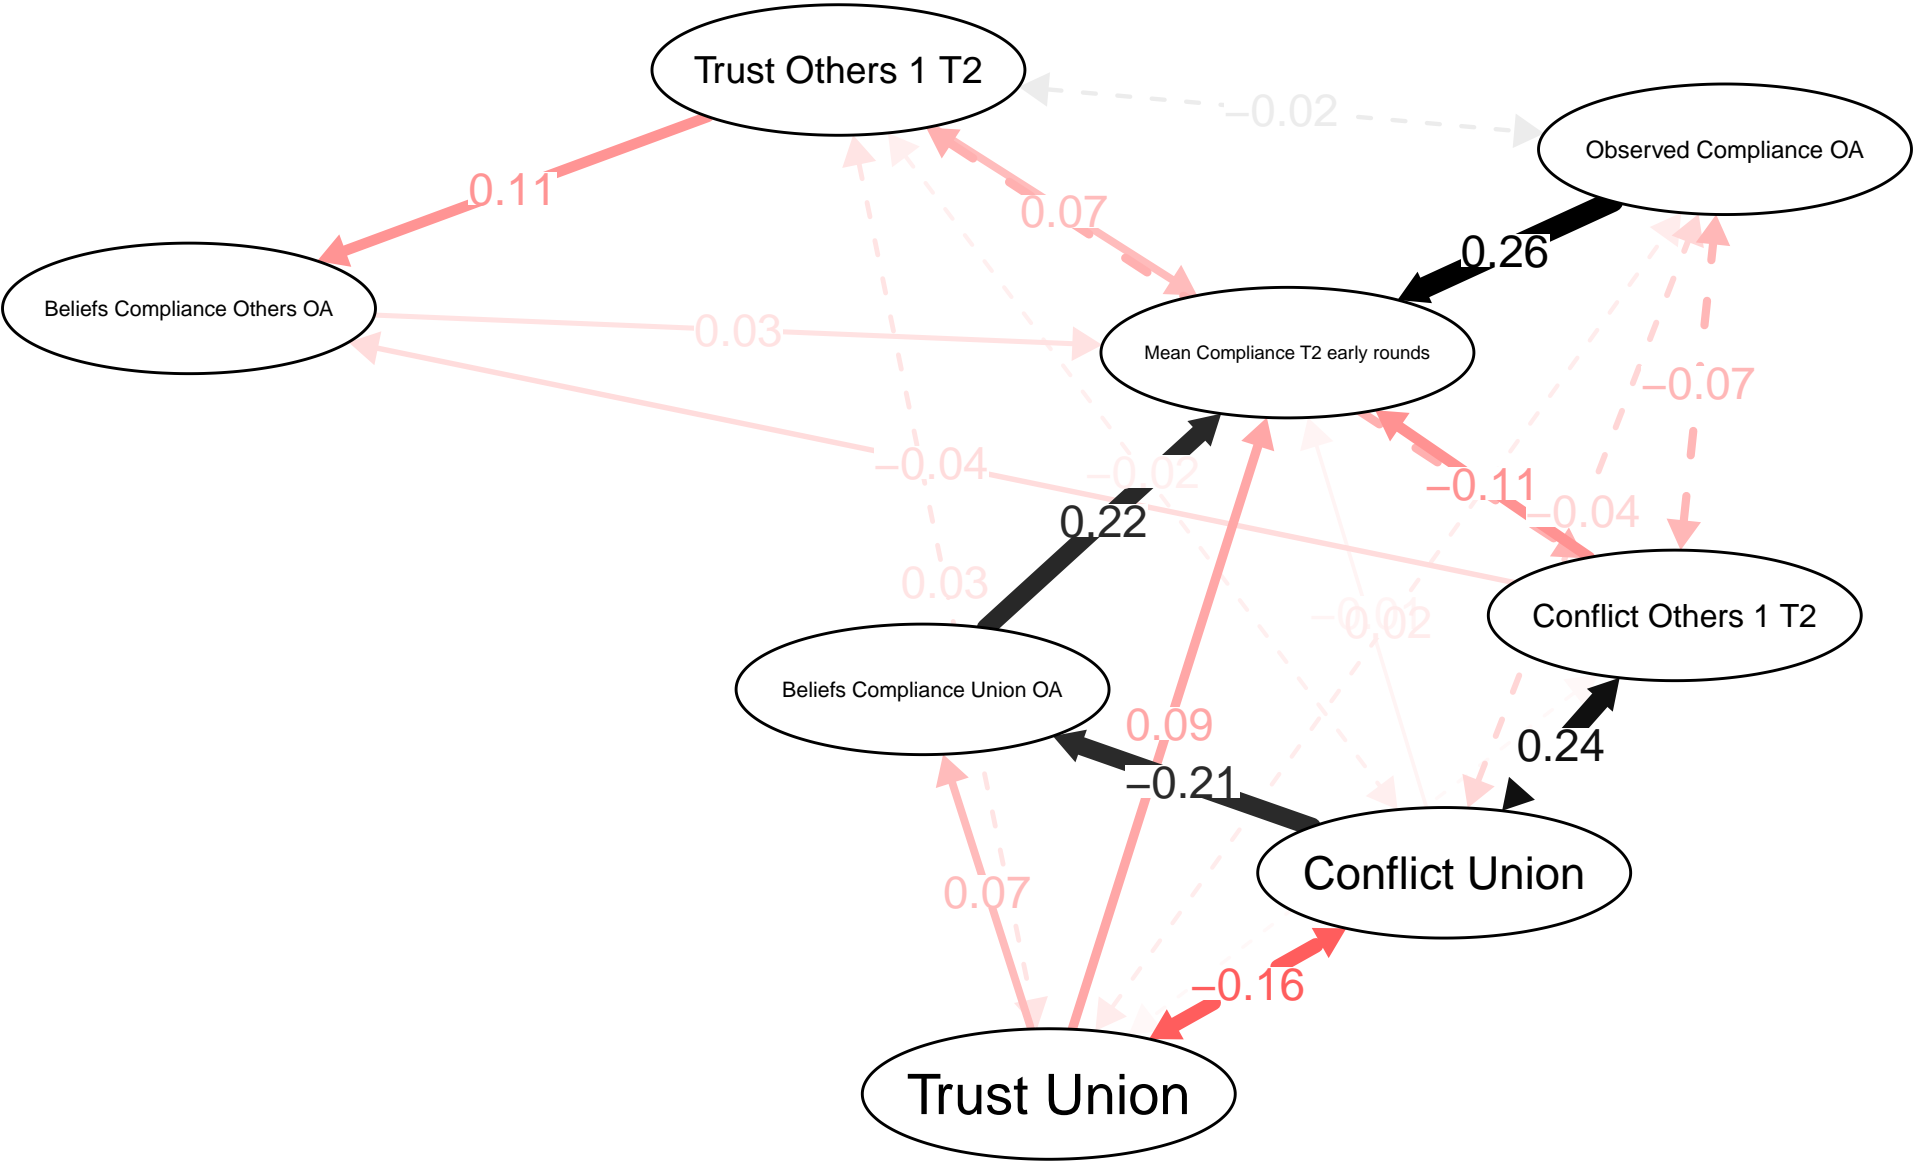 Trust Others 1 T2
−0.02
Observed Compliance OA
0.11
0.07
0.26
Beliefs Compliance Others OA
0.03
Mean Compliance T2 early rounds
−0.07
−0.04
−0.02
−0.11
−0.04
0.22
0.03
−0.01
0.02
Conflict Others 1 T2
Beliefs Compliance Union OA
0.09
0.24
−0.21
Conflict Union
0.07
−0.16
Trust Union